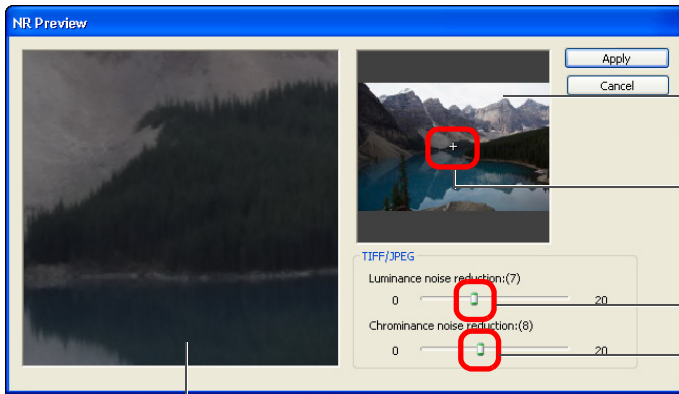 NR Preview
Apply
Cancel
TIFF/JPEG
Luminance noise reduction:(7)
0 20
Chrominance noise reduction:(8)
0 20